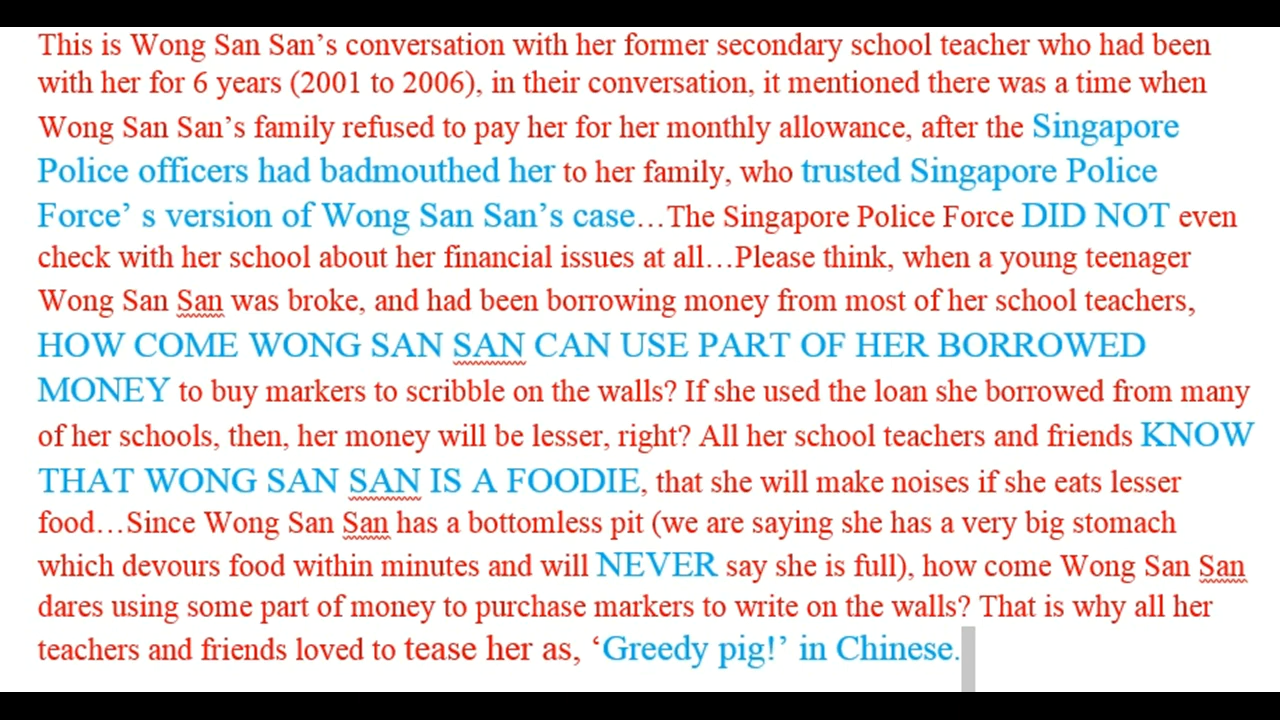 This is Wong San San’s conversation with her former secondary school teacher who had been
with her for 6 years (2001 to 2006), in their conversation, it mentioned there was a time when
Wong San San’s family refused to pay her for her monthly allowance, after the Singapore
Police officers had badmouthed her to her family, who trusted Singapore Police
Force’ s version of Wong San San’s case…The Singapore Police Force DID NOT even
check with her school about her financial issues at all…Please think, when a young teenager
Wong San San was broke, and had been borrowing money from most of her school teachers,
HOW COME WONG SAN SAN CAN USE PART OF HER BORROWED
MONEY to buy markers to scribble on the walls? If she used the loan she borrowed from many
of her schools, then, her money will be lesser, right? All her school teachers and friends KNOW
THAT WONG SAN SAN IS A FOODIE, that she will make noises if she eats lesser
food…Since Wong San San has a bottomless pit (we are saying she has a very big stomach
which devours food within minutes and will NEVER say she is full), how come Wong San San
dares using some part of money to purchase markers to write on the walls? That is why all her
teachers and friends loved to tease her as, ‘Greedy pig!’ in Chinese.